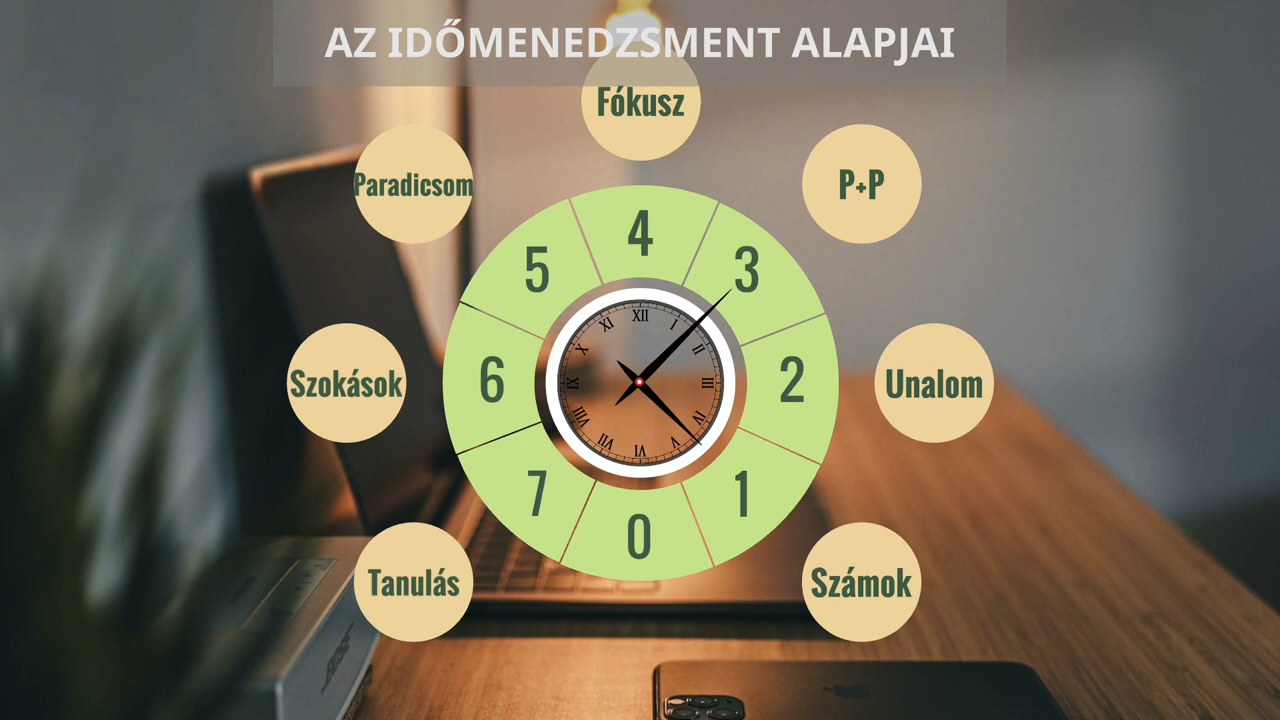 AZ IDŐMENEDZSMENT ALAPJAI
Fókusz
Paradicsom
P+P
4
5
3
XII
XI
I
X
II
Szokások
6
IX
III
2
Unalom
VIII
IV
VII
V
VI
7
1
0
Tanulás
Számok